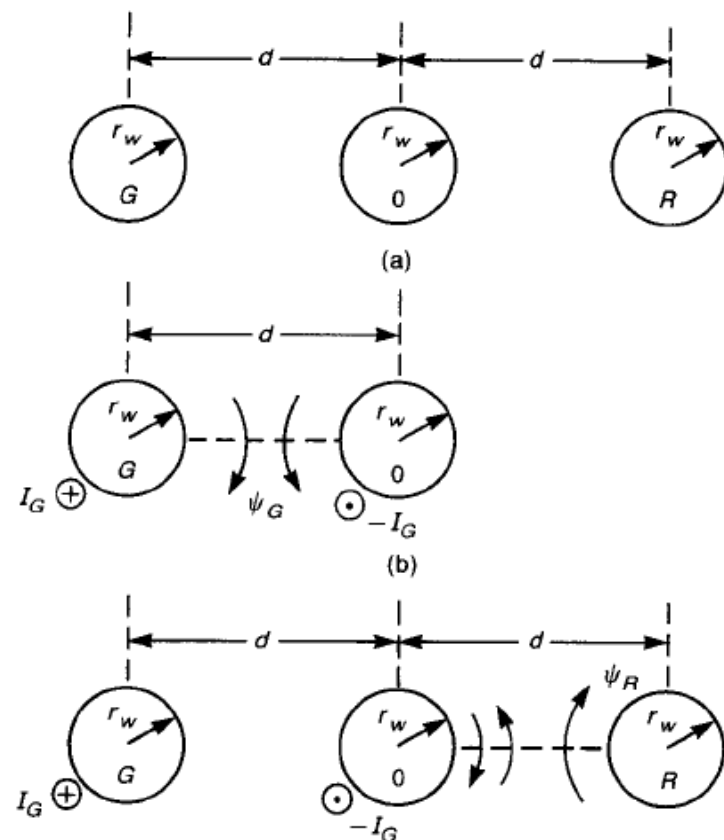 d d
r_w r_w r_w
G 0 R
(a)
d
r_w r_w
G 0
I_G ψ_G −I_G
(b)
d d
ψ_R
r_w r_w r_w
G 0 R
I_G −I_G